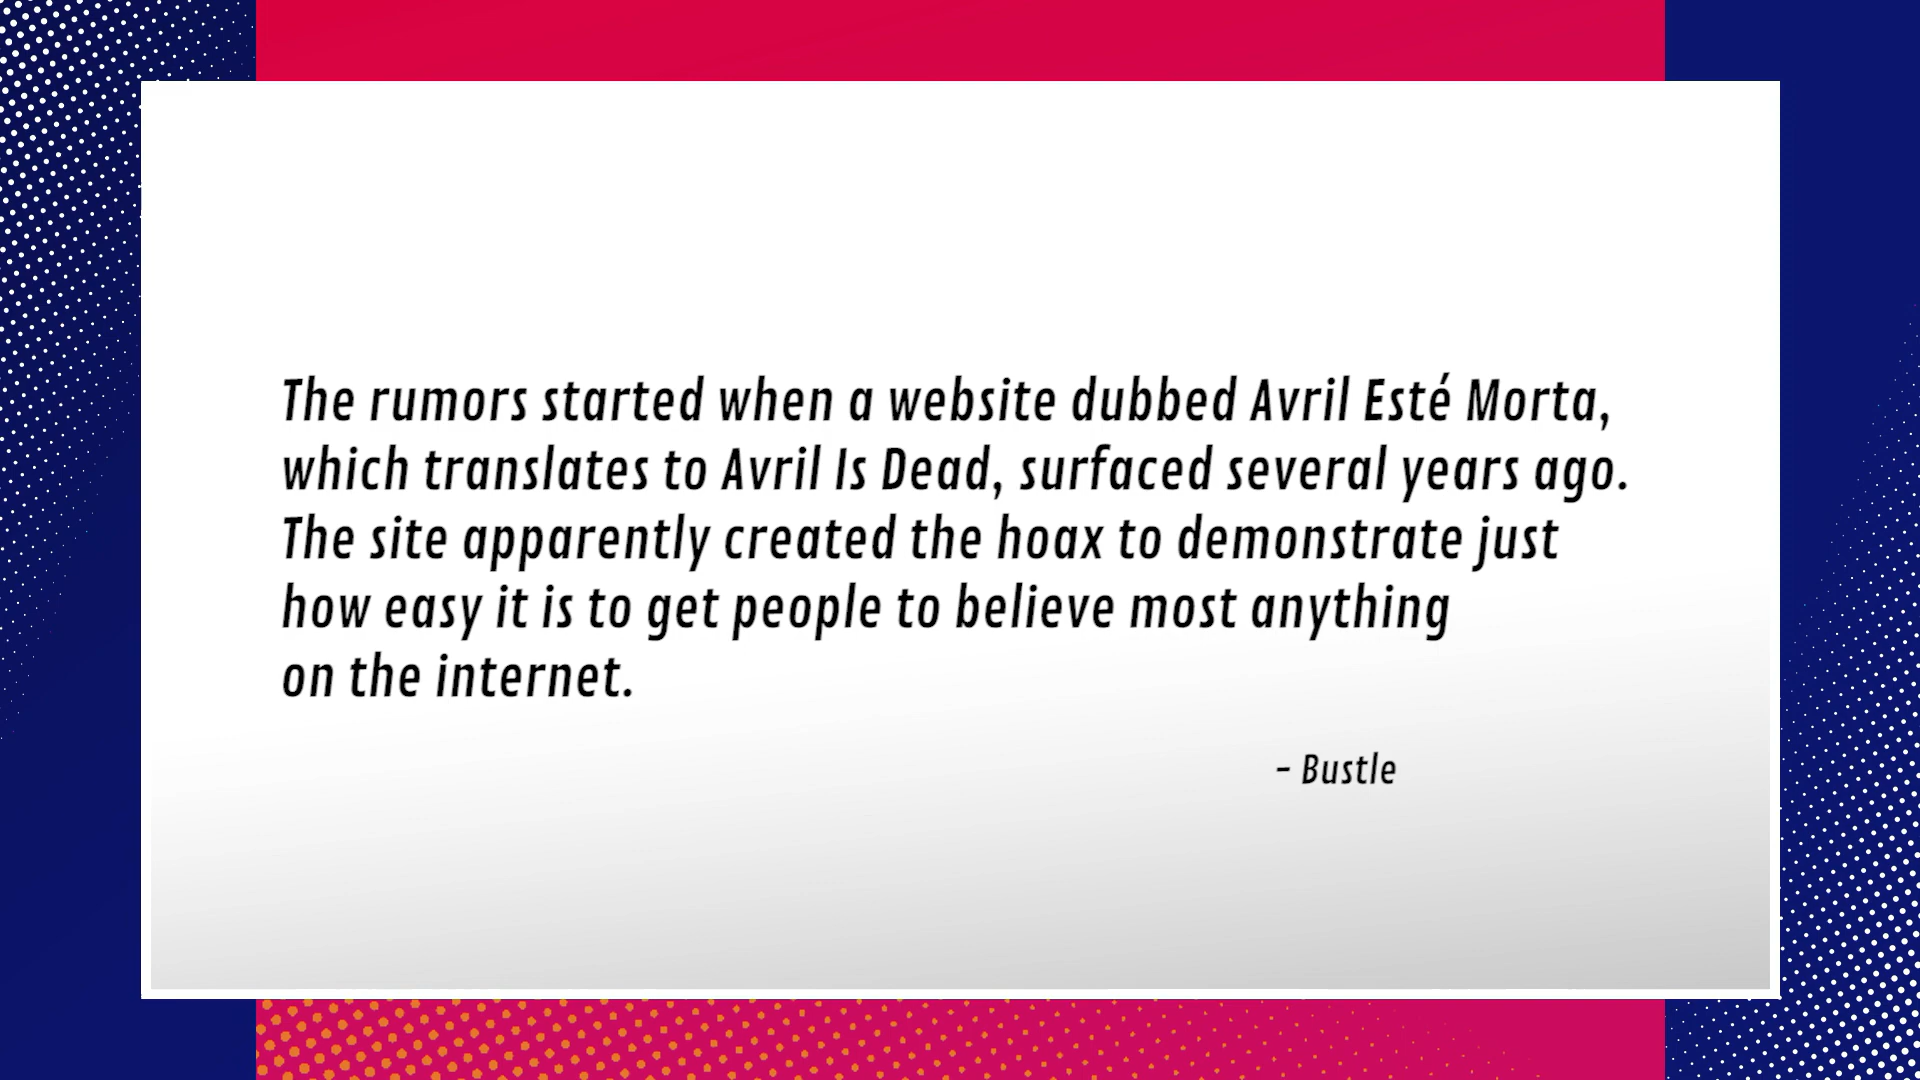 The rumors started when a website dubbed Avril Esté Morta,
which translates to Avril Is Dead, surfaced several years ago.
The site apparently created the hoax to demonstrate just
how easy it is to get people to believe most anything
on the internet.
- Bustle